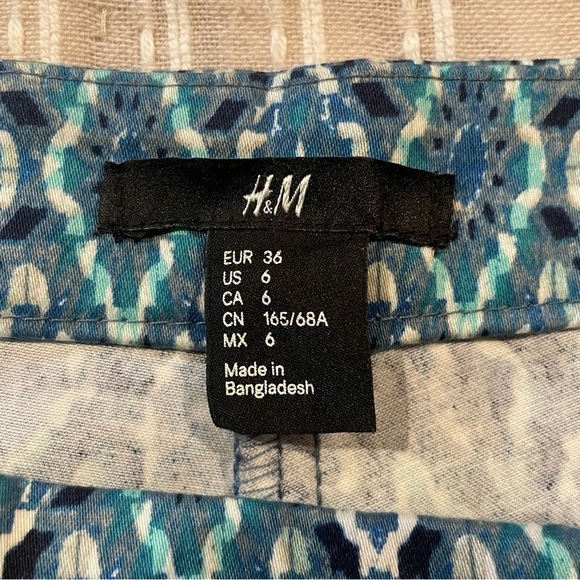 H&M
EUR 36
US 6
CA 6
CN 165/68A
MX 6
Made in
Bangladesh